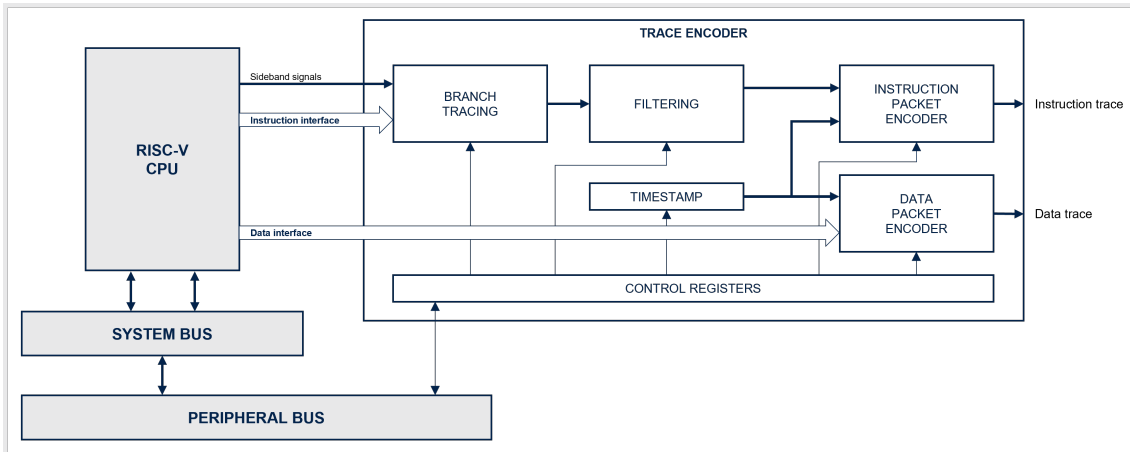 TRACE ENCODER
Sideband signals
Instruction interface
BRANCH
TRACING
FILTERING
INSTRUCTION
PACKET
ENCODER
Instruction trace
RISC-V
CPU
TIMESTAMP
DATA
PACKET
ENCODER
Data trace
Data interface
CONTROL REGISTERS
SYSTEM BUS
PERIPHERAL BUS